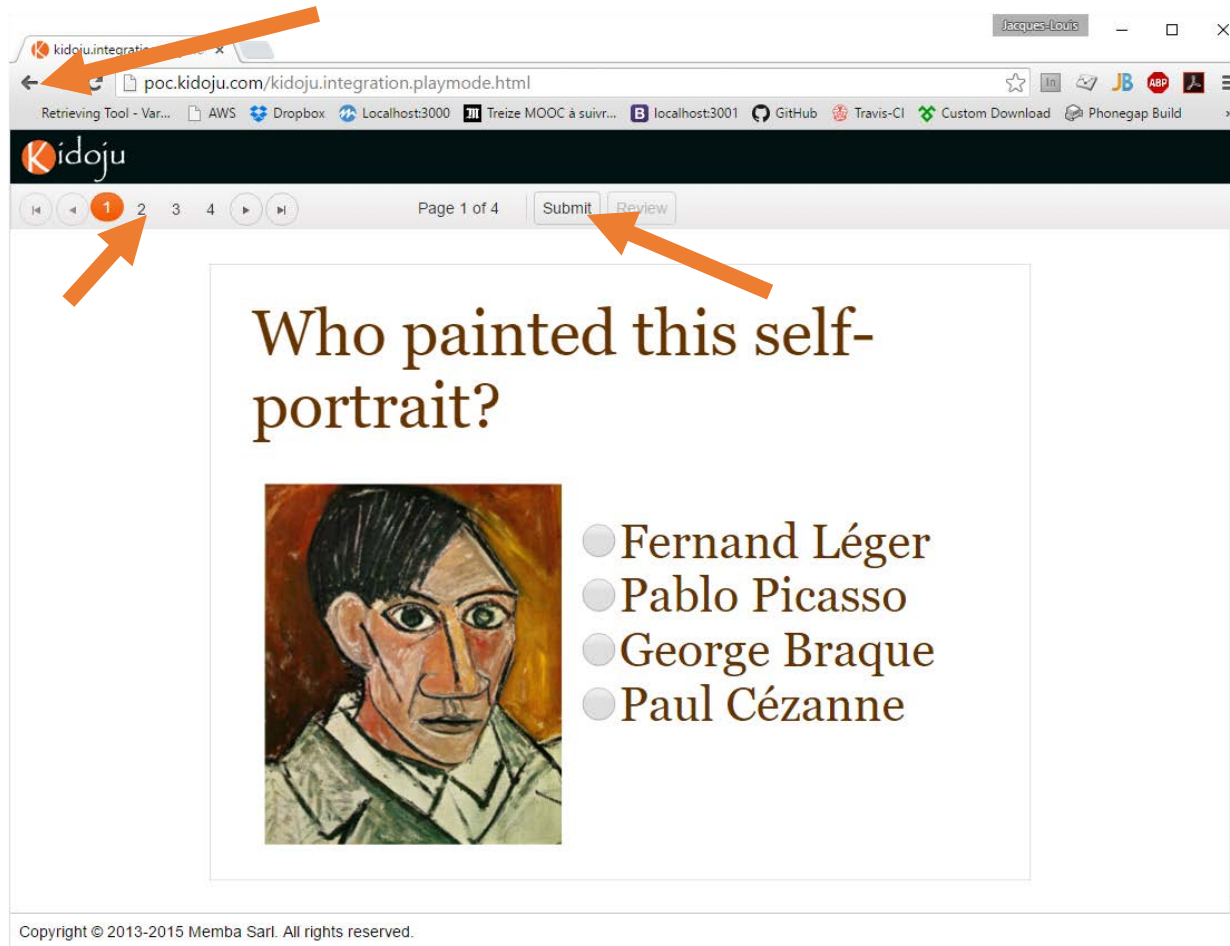 Jacques-Louis
kidoju.integration
poc.kidoju.com/kidoju.integration.playmode.html
Retrieving Tool - Var... AWS Dropbox Localhost:3000 Treize MOOC à suivr... localhost:3001 GitHub Travis-CI Custom Download Phonegap Build
Kidoju
1 2 3 4 Page 1 of 4 Submit Review
Who painted this self-
portrait?
Fernand Léger
Pablo Picasso
George Braque
Paul Cézanne
Copyright © 2013-2015 Memba Sarl. All rights reserved.